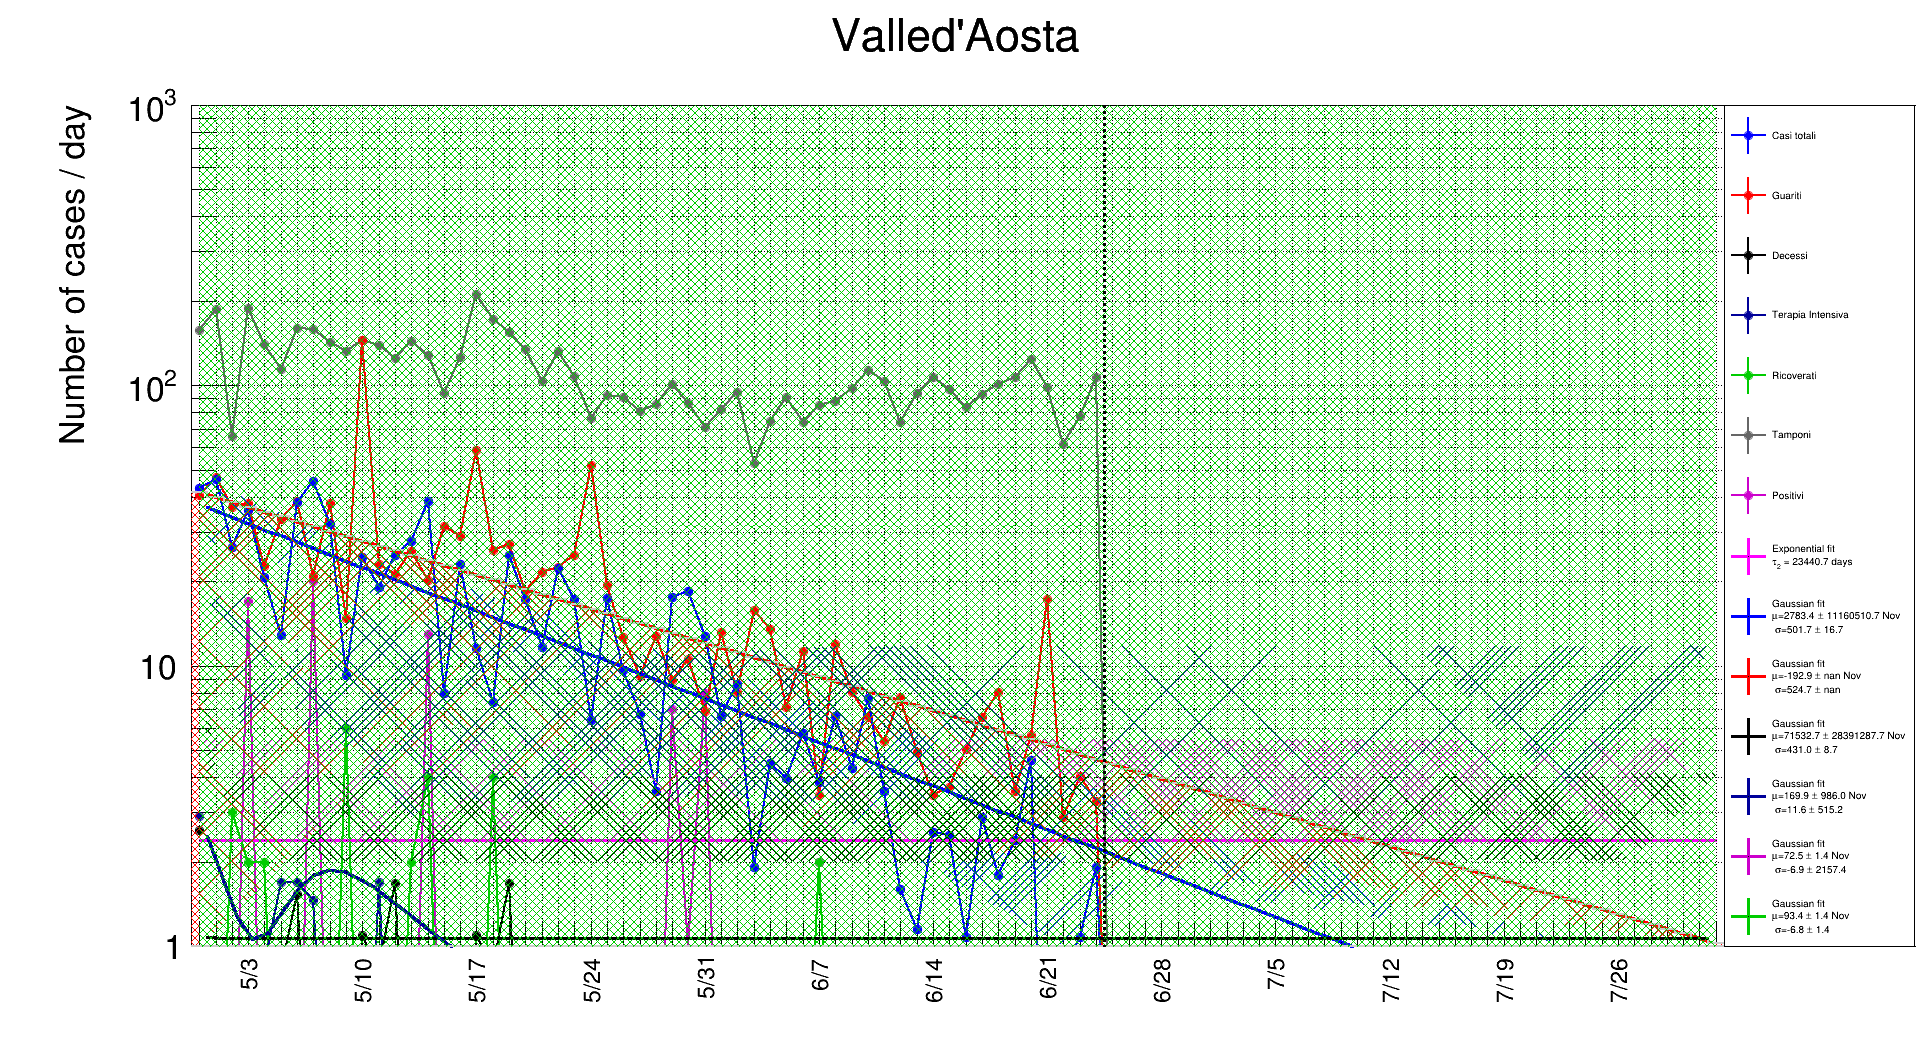 Valled'Aosta
Number of cases / day
10³
10²
10
1
5/3
5/10
5/17
5/24
5/31
6/7
6/14
6/21
6/28
7/5
7/12
7/19
7/26
Casi totali
Guariti
Decessi
Terapia Intensiva
Ricoverati
Tamponi
Positivi
Exponential fit
τ₂ = 23440.7 days
Gaussian fit
μ=2783.4 ± 11160510.7 Nov
σ=501.7 ± 16.7
Gaussian fit
μ=-192.9 ± nan Nov
σ=524.7 ± nan
Gaussian fit
μ=71532.7 ± 28391287.7 Nov
σ=431.0 ± 8.7
Gaussian fit
μ=169.9 ± 986.0 Nov
σ=11.6 ± 515.2
Gaussian fit
μ=72.5 ± 1.4 Nov
σ=-6.9 ± 2157.4
Gaussian fit
μ=93.4 ± 1.4 Nov
σ=-6.8 ± 1.4